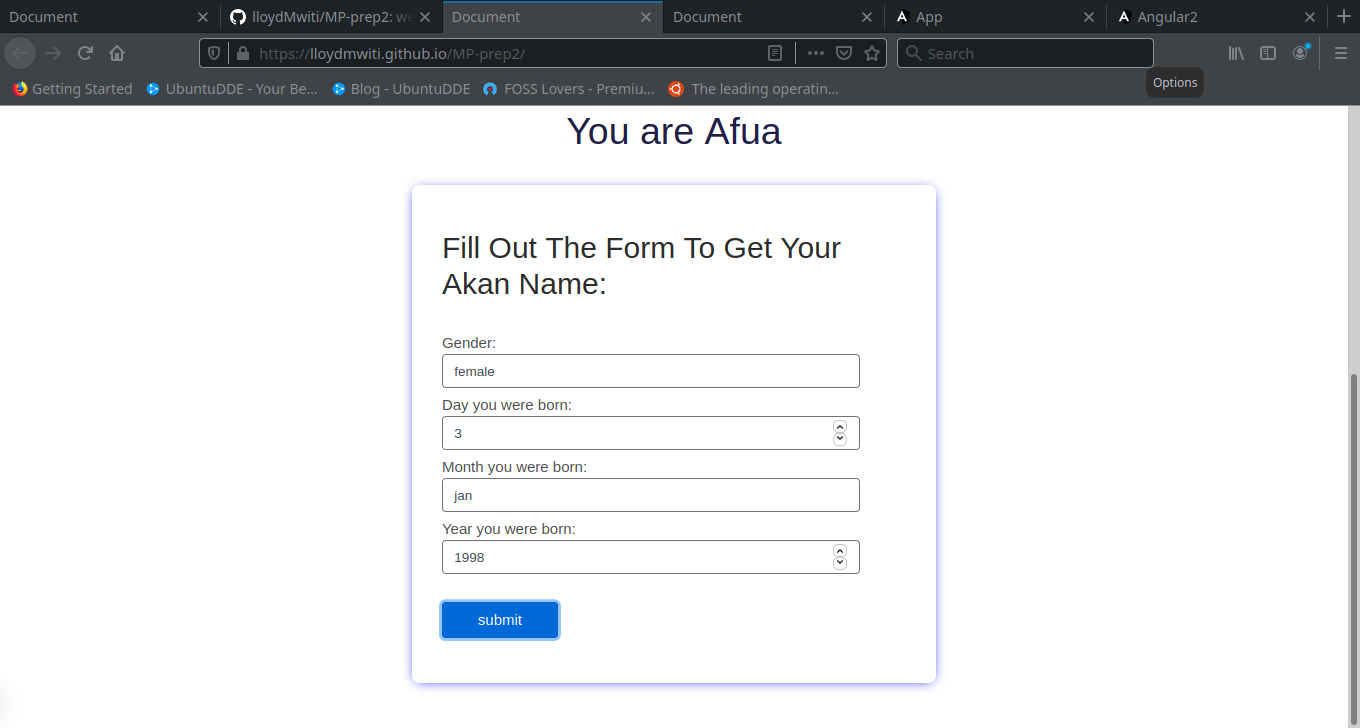 Document
lloydMwiti/MP-prep2: we
Document
Document
App
Angular2
https://lloydmwiti.github.io/MP-prep2/
Search
Getting Started
UbuntuDDE - Your Be...
Blog - UbuntuDDE
FOSS Lovers - Premiu...
The leading operatin...
Options
You are Afua
Fill Out The Form To Get Your
Akan Name:
Gender:
female
Day you were born:
3
Month you were born:
jan
Year you were born:
1998
submit